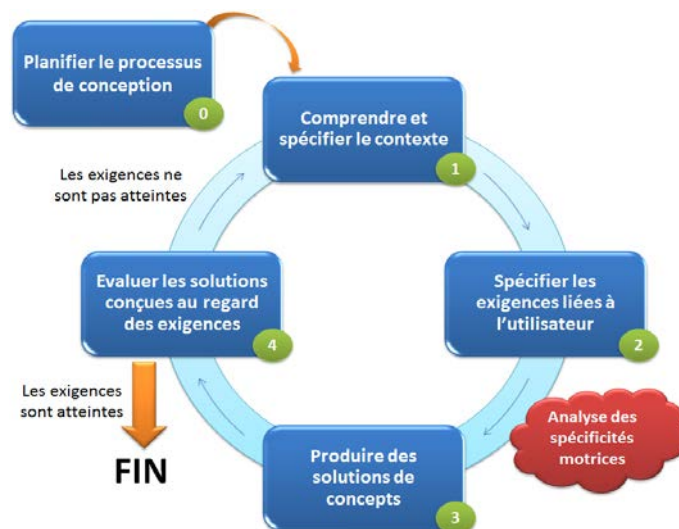 Planifier le processus
de conception
0
Comprendre et
spécifier le contexte
1
Les exigences ne
sont pas atteintes
Evaluer les solutions
conçues au regard
des exigences
4
Spécifier les
exigences liées à
l'utilisateur
2
Les exigences
sont atteintes
FIN
Produire des
solutions de
concepts
3
Analyse des
spécificités
motrices